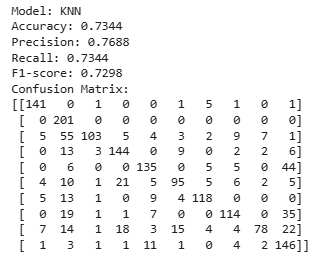 Model: KNN
Accuracy: 0.7344
Precision: 0.7688
Recall: 0.7344
F1-score: 0.7298
Confusion Matrix:
[[141   0   1   0   0   1   5   1   0   1]
 [  0 201   0   0   0   0   0   0   0   0]
 [  5  55 103   5   4   3   2   9   7   1]
 [  0  13   3 144   0   9   0   2   2   6]
 [  0   6   0   0 135   0   5   5   0  44]
 [  4  10   1  21   5  95   5   6   2   5]
 [  5  13   1   0   9   4 118   0   0   0]
 [  0  19   1   1   7   0   0 114   0  35]
 [  7  14   1  18   3  15   4   4  78  22]
 [  1   3   1   1  11   1   0   4   2 146]]